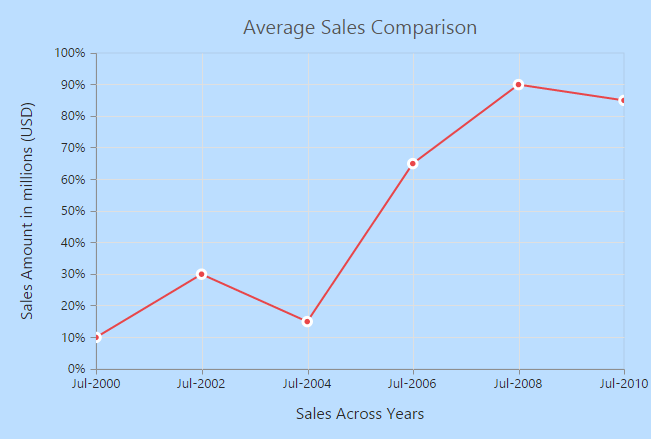 Average Sales Comparison
Sales Amount in millions (USD)
100%
90%
80%
70%
60%
50%
40%
30%
20%
10%
0%
Jul-2000 Jul-2002 Jul-2004 Jul-2006 Jul-2008 Jul-2010
Sales Across Years